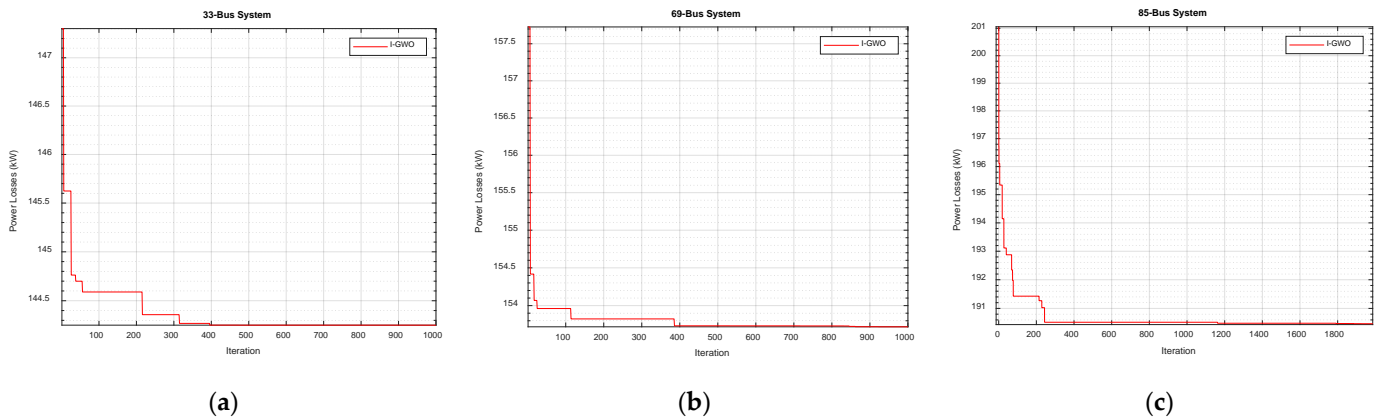 33-Bus System
I-GWO
147
146.5
146
145.5
145
144.5
Power Losses (kW)
100 200 300 400 500 600 700 800 900 1000
Iteration
(a)
69-Bus System
I-GWO
157.5
157
156.5
156
155.5
155
154.5
154
Power Losses (kW)
100 200 300 400 500 600 700 800 900 1000
Iteration
(b)
85-Bus System
I-GWO
201
200
199
198
197
196
195
194
193
192
191
Power Losses (kW)
0 200 400 600 800 1000 1200 1400 1600 1800
Iteration
(c)